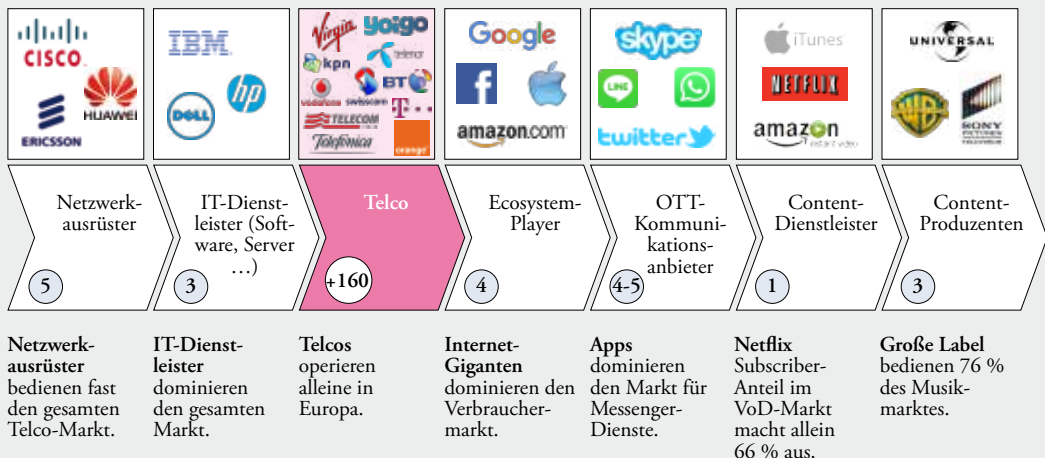 CISCO
HUAWEI
ERICSSON
IBM
DELL
hp
Virgin
yoigo
kpn
telenor
BT
vodafone
swisscom
T
TELECOM
Telefónica
orange
Google
f
amazon.com
skype
LINE
twitter
iTunes
NETFLIX
amazon
instant video
UNIVERSAL
WB
SONY
PICTURES
TELEVISION
Netzwerk-
ausrüster
5
IT-Dienst-
leister (Soft-
ware, Server
…)
3
Telco
+160
Ecosystem-
Player
4
OTT-
Kommuni-
kations-
anbieter
4-5
Content-
Dienstleister
1
Content-
Produzenten
3
Netzwerk-
ausrüster
bedienen fast
den gesamten
Telco-Markt.
IT-Dienst-
leister
dominieren
den gesamten
Markt.
Telcos
operieren
alleine in
Europa.
Internet-
Giganten
dominieren den
Verbraucher-
markt.
Apps
dominieren
den Markt für
Messenger-
Dienste.
Netflix
Subscriber-
Anteil im
VoD-Markt
macht allein
66 % aus.
Große Label
bedienen 76 %
des Musik-
marktes.